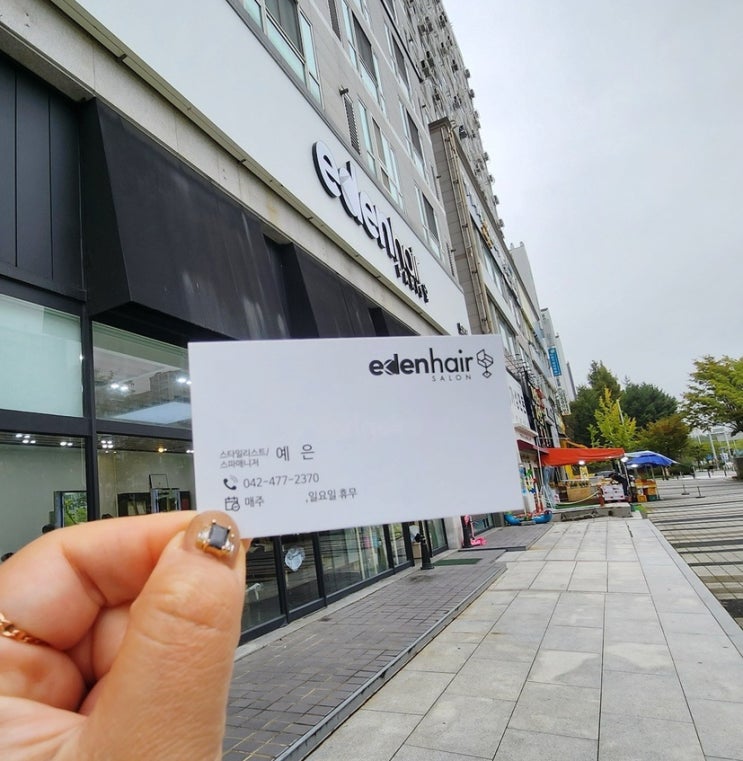 edenhair
edenhair
SALON
스타일리스트/
스파매니저
예 은
042-477-2370
매주 ,일요일 휴무